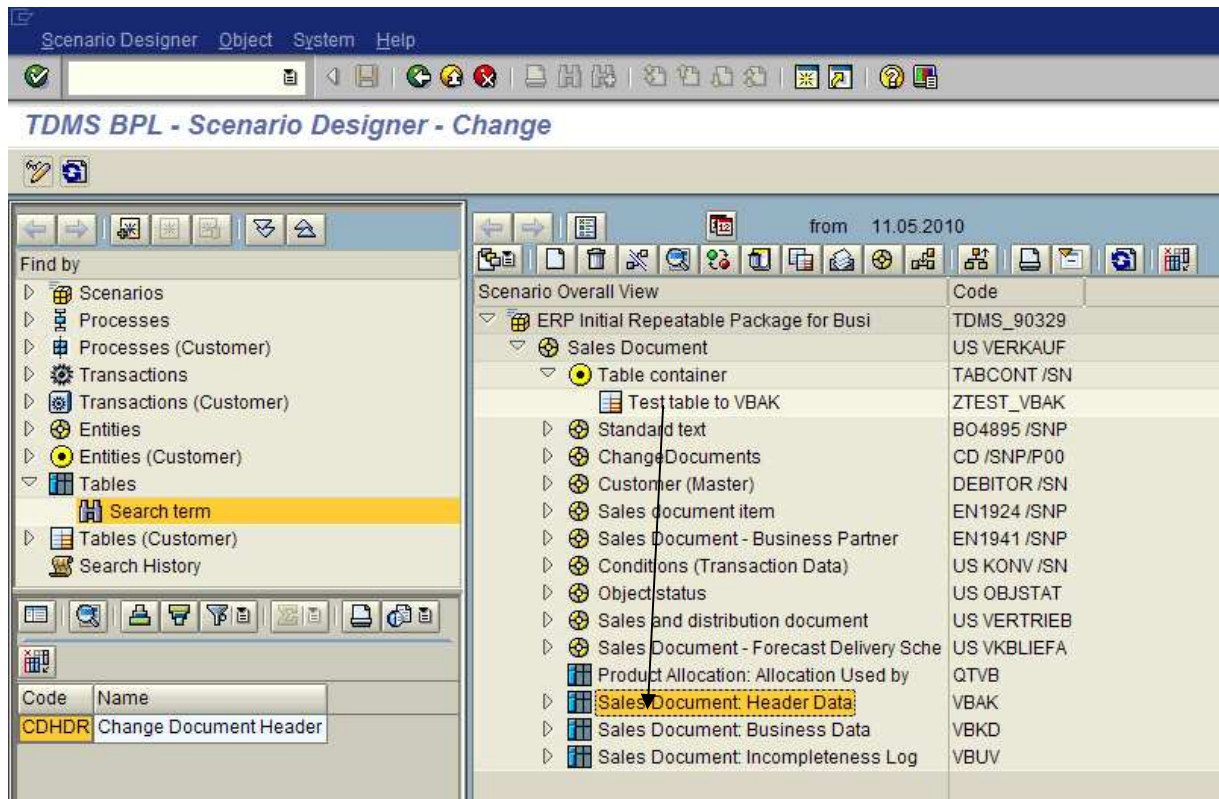 Scenario Designer Object System Help
TDMS BPL - Scenario Designer - Change
from 11.05.2010
Find by
Scenarios
Processes
Processes (Customer)
Transactions
Transactions (Customer)
Entities
Entities (Customer)
Tables
Search term
Tables (Customer)
Search History
Code Name
CDHDR Change Document Header
Scenario Overall View Code
ERP Initial Repeatable Package for Busi TDMS_90329
Sales Document US VERKAUF
Table container TABCONT /SN
Test table to VBAK ZTEST_VBAK
Standard text BO4895 /SNP
ChangeDocuments CD /SNP/P00
Customer (Master) DEBITOR /SN
Sales document item EN1924 /SNP
Sales Document - Business Partner EN1941 /SNP
Conditions (Transaction Data) US KONV /SN
Object status US OBJSTAT
Sales and distribution document US VERTRIEB
Sales Document - Forecast Delivery Sche US VKBLIEFA
Product Allocation: Allocation Used by QTVB
Sales Document: Header Data VBAK
Sales Document: Business Data VBKD
Sales Document: Incompleteness Log VBUV